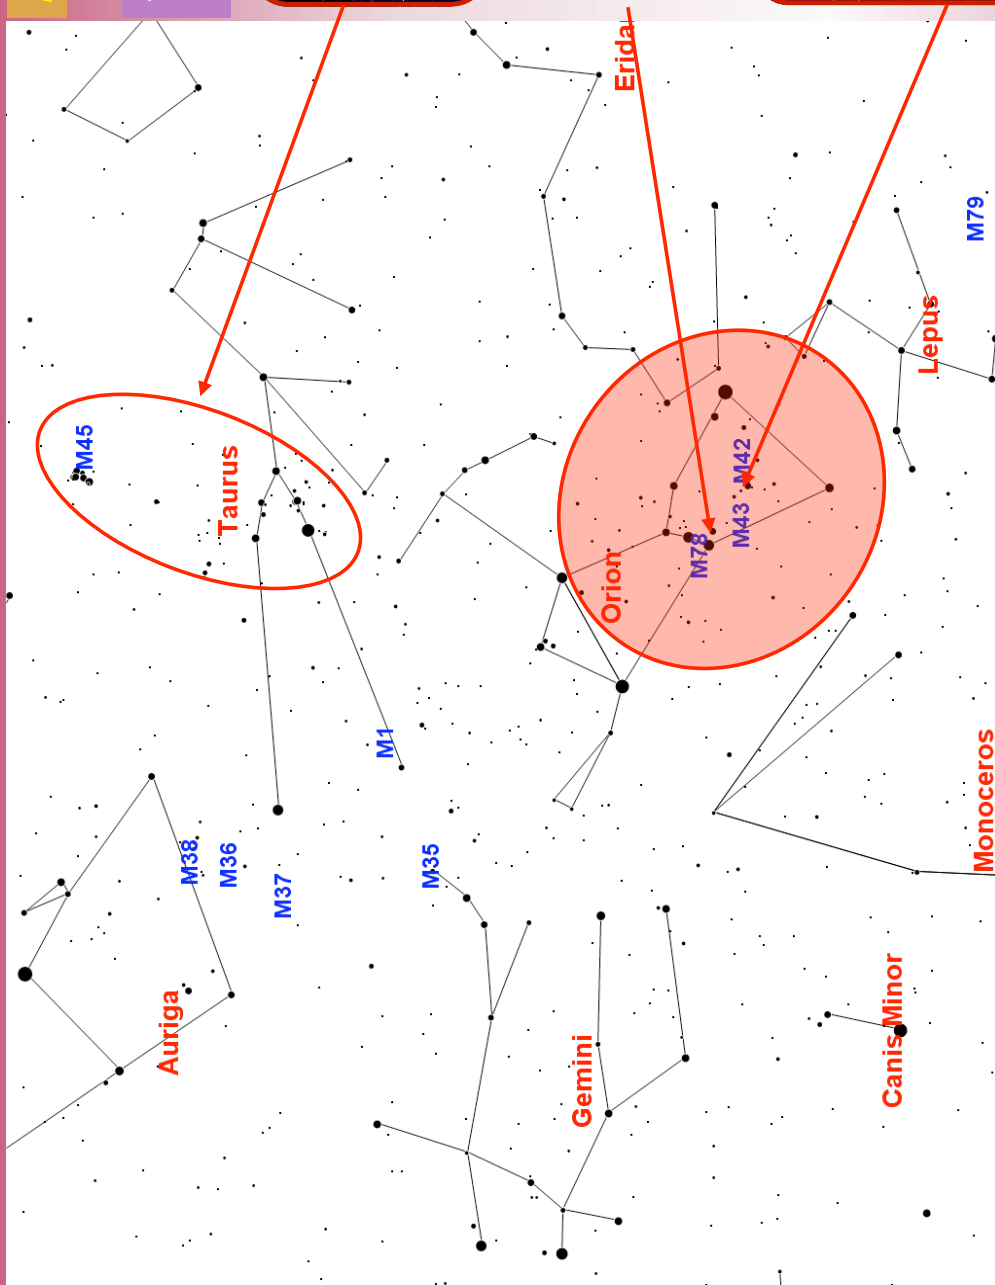 Erida
M79
Lepus
M45
Taurus
M42
M43
M78
Orion
M1
Monoceros
M38
M36
M37
M35
Auriga
Gemini
Canis Minor